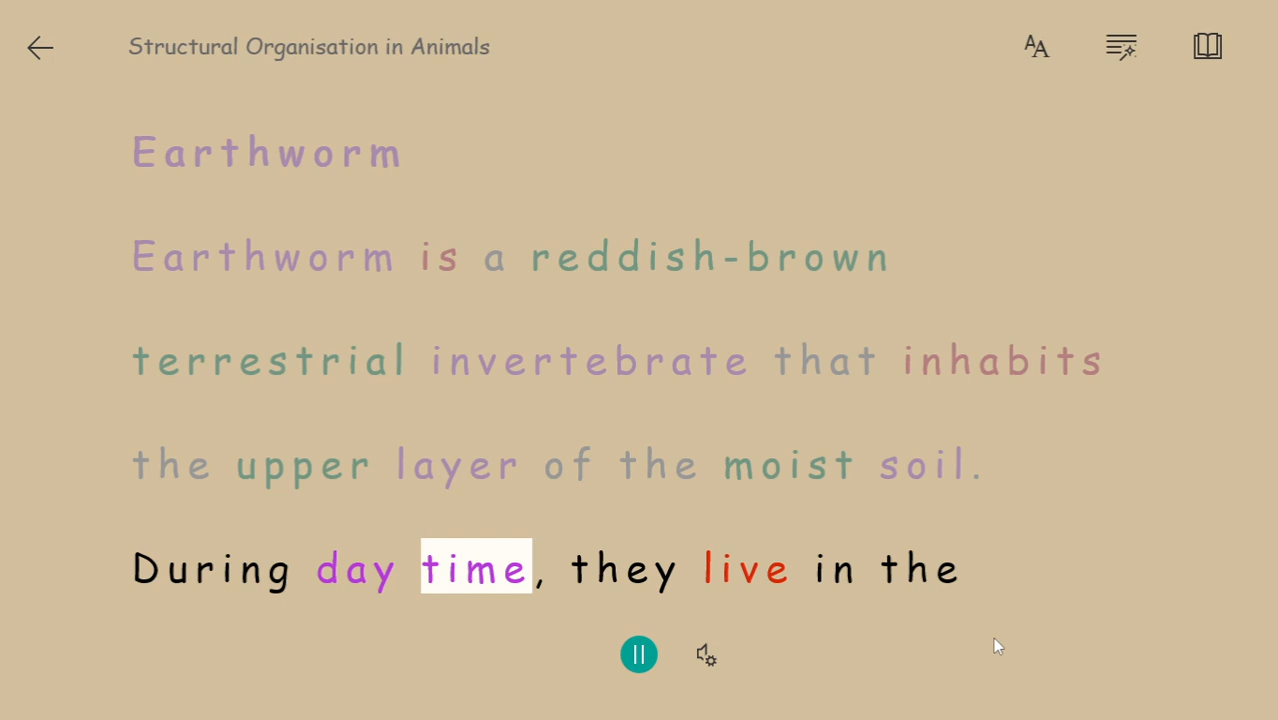 Structural Organisation in Animals
Earthworm
Earthworm is a reddish-brown
terrestrial invertebrate that inhabits
the upper layer of the moist soil.
During day time, they live in the